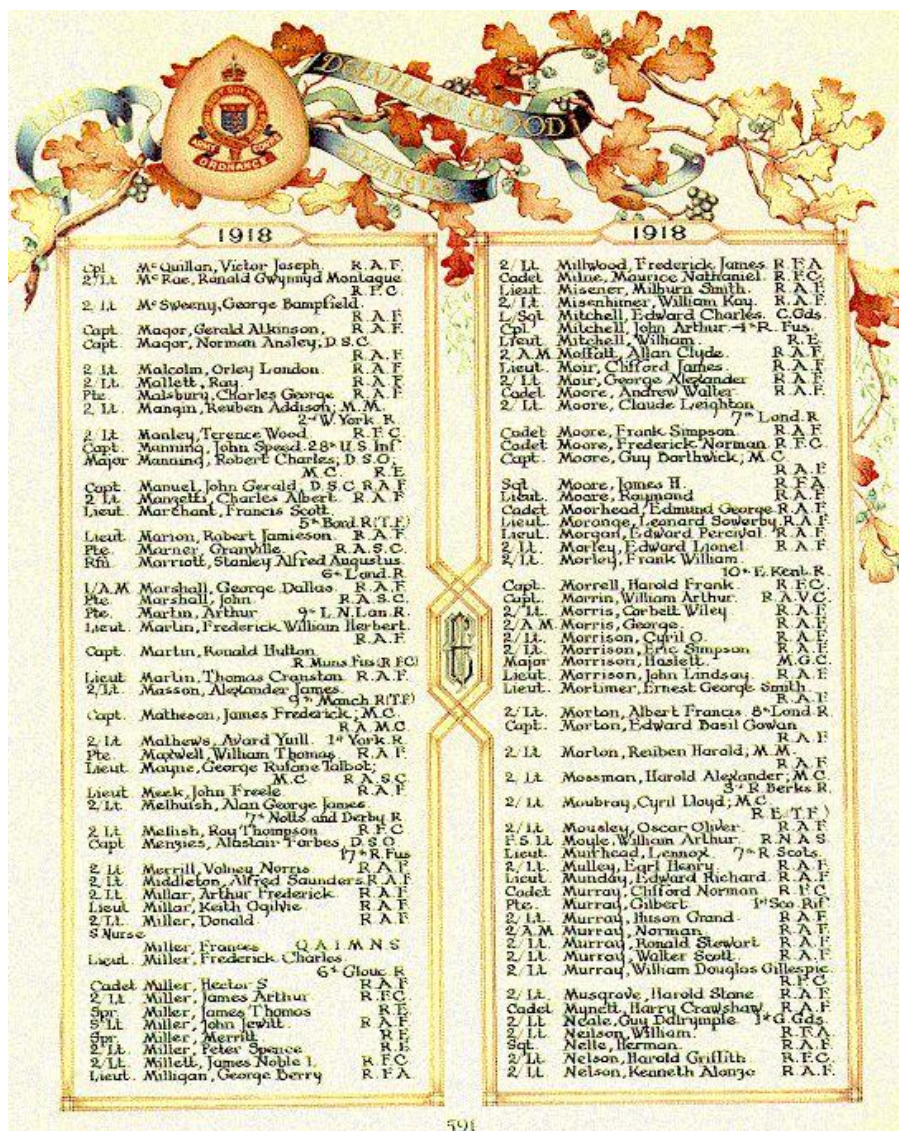 DELVILLE WOOD
ARMY CORPS
ORDNANCE
1918
Cpl McQuillan, Victor Joseph R.A.F.
2/Lt McRae, Ronald Gwynnyd Montague
R.F.C
2 Lt McSweeny, George Bampfield.
R.A.F
Capt. Magor, Gerald Atkinson, R.A.F.
Capt. Magor, Norman Ansley; D.S.C
R.A.F.
2 Lt Malcolm, Orley London. R.A.F
2/Lt. Mallett, Ray. R.A.F
Pte. Malsbury, Charles George R.A.F
2 Lt. Mangin, Reuben Addison; M.M.
2nd W. York. R
2 Lt Manley, Terence Wood R.F.C
Capt. Manning, John Speed 28th U.S Inf
Major Manning, Robert Charles; D.S.O;
M.C. R.E
Capt Manuel, John Gerald; D.S.C R.A.F
2 Lt Manzetti, Charles Albert. R.A.F
Lieut. Marchant, Francis Scott.
5th Bord. R(T.F)
Lieut Marion, Robert Jamieson. R.A.F.
Pte. Marner, Granville R.A.S.C.
Rfn Marriott, Stanley Alfred Augustus
6th Lond. R
1/A.M Marshall, George Dallas R.A.F
Pte. Marshall, John R.A.S.C.
Pte. Martin, Arthur 9th L.N.Lan. R.
Lieut. Martin, Frederick William Herbert.
R.A.F
Capt. Martin, Ronald Hutton
R. Muns. Fus (R.F.C)
Lieut Martin, Thomas Cranston R.A.F.
2/Lt. Masson, Alexander James
9th Manch. R(T.F)
Capt. Matheson, James Frederick; M.C.
R.A.M.C
2/Lt Mathews, Avard Yuill. 1st York. R
Pte. Maxwell, William Thomas. R.A.F.
Lieut. Mayne, George Rufane Talbot;
M.C R.A.S.C
Lieut Meek, John Freele R.A.F
2/Lt. Melhuish, Alan George James.
7th Notts and Derby R
2 Lt Mellish, Roy Thompson R.F.C
Capt Menzies, Alastair Forbes, D.S.O
17th R. Fus
2 Lt Merrill, Volney Norris R.A.F
2 Lt. Middleton, Alfred Saunders R.A.F
2 Lt Millar, Arthur Frederick R.A.F
Lieut Millar, Keith Ogilvie R.A.F
2/Lt. Miller, Donald R.A.F
S Nurse
Miller, Frances Q A I M N S
Lieut. Miller, Frederick Charles
6th Glouc. R
Cadet Miller, Hector S R.A.F
2/Lt. Miller, James Arthur R.F.C.
Spr Miller, James Thomas R.E
2 Lt Miller, John Jewitt R.A.F
Spr Miller, Merritt R.E
2/Lt. Miller, Peter Spence R.E
2/Lt. Millett, James Noble I. R.F.C.
Lieut. Milligan, George Berry R.F.A
1918
2/Lt. Millwood, Frederick James R.F.A
Cadet Milne, Maurice Nathaniel R.F.C.
Lieut. Misener, Milburn Smith. R.A.F.
2/Lt. Misenhimer, William Kay. R.A.F.
L/Sgt Mitchell, Edward Charles. C.Gds.
Cpl Mitchell, John Arthur 4th R. Fus.
Lieut Mitchell, William R.E.
2 A.M Moffatt, Allan Clyde R.A.F.
Lieut. Moir, Clifford James. R.A.F.
2/Lt Moir, George Alexander R.A.F
Cadet Moore, Andrew Walter R.A.F.
2/Lt. Moore, Claude Leighton
7th Lond. R
Cadet Moore, Frank Simpson R.A.F
Cadet Moore, Frederick Norman R.F.C.
Capt. Moore, Guy Borthwick; M.C
R.A.F
Sgt Moore, James H. R.F.A
Lieut. Moore, Raymond R.A.F.
Cadet Moorhead, Edmund George R.A.F
Lieut. Morange, Leonard Sowerby R.A.F.
Lieut. Morgan, Edward Percival R.A.F
2/Lt. Morley, Edward Lionel R.A.F
2/Lt. Morley, Frank William.
10th E. Kent. R
Capt. Morrell, Harold Frank R.F.C.
Capt. Morrin, William Arthur. R.A.V.C.
2/Lt. Morris, Corbett Wiley R.A.F
2/A.M Morris, George. R.A.F.
2/Lt. Morrison, Cyril O. R.A.F
2/Lt. Morrison, Eric Simpson R.A.F
Major Morrison, Haslett. M.G.C.
Lieut. Morrison, John Lindsay. R.A.F
Lieut. Mortimer, Ernest George Smith.
R.A.F
2/Lt. Morton, Albert Francis 8th Lond. R
Capt. Morton, Edward Basil Gowan
R.A.F
2/Lt Morton, Reuben Harold; M.M.
R.A.F
2 Lt Mossman, Harold Alexander; M.C.
3rd R. Berks. R.
2/Lt Moubray, Cyril Lloyd; M.C.
R.E.(T.F.)
2/Lt. Mousley, Oscar Oliver. R.A.F
F.S.Lt Moyle, William Arthur. R.N.A.S
Lieut. Muirhead, Lennox. 7th R. Scots.
2/Lt. Mulley, Earl Henry. R.A.F
Lieut. Munday, Edward Richard. R.A.F
Cadet Murray, Clifford Norman R.F.C
Pte. Murray, Gilbert 1st Sco. Rif
2/Lt. Murray, Huson Grand. R.A.F
2/A.M Murray, Norman. R.A.F
2/Lt. Murray, Ronald Stewart R.A.F
2/Lt. Murray, Walter Scott. R.A.F
2/Lt Murray, William Douglas Gillespie
R.F.C
2/Lt. Musgrave, Harold Stone R.A.F
Cadet Mynett, Harry Crawshaw R.A.F
2/Lt Neale, Guy Dalrymple 1st G. Gds.
2/Lt Neilson, William. R.F.A
Sgt. Nelle, Herman. R.A.F
2/Lt Nelson, Harold Griffith R.F.C.
2/Lt Nelson, Kenneth Alonzo R.A.F.
591